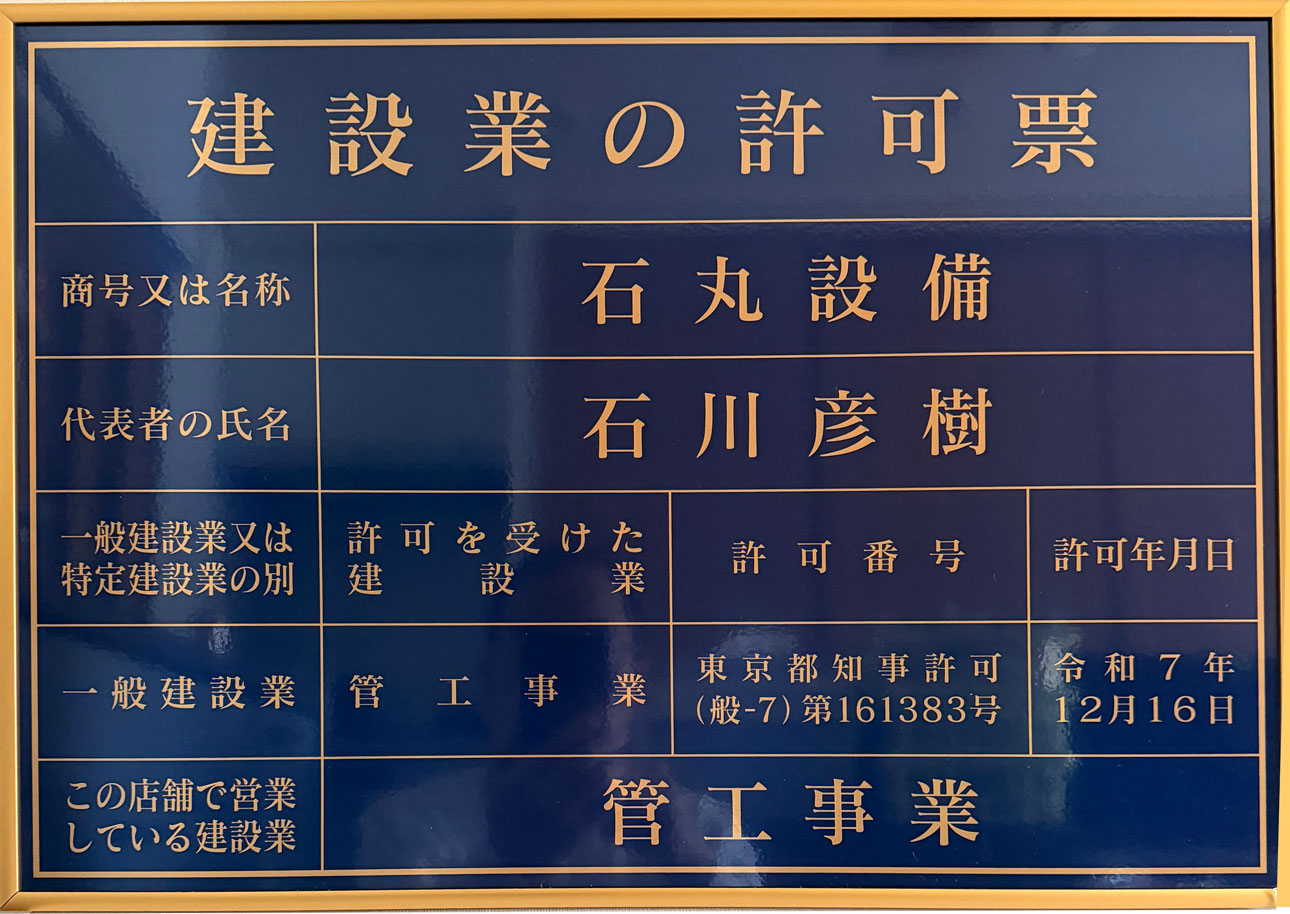 建設業の許可票
商号又は名称
石丸設備
代表者の氏名
石川彦樹
一般建設業又は
特定建設業の別
許可を受けた
建設業
許可番号
許可年月日
一般建設業
管工事業
東京都知事許可
(般-7)第161383号
令和7年
12月16日
この店舗で営業
している建設業
管工事業